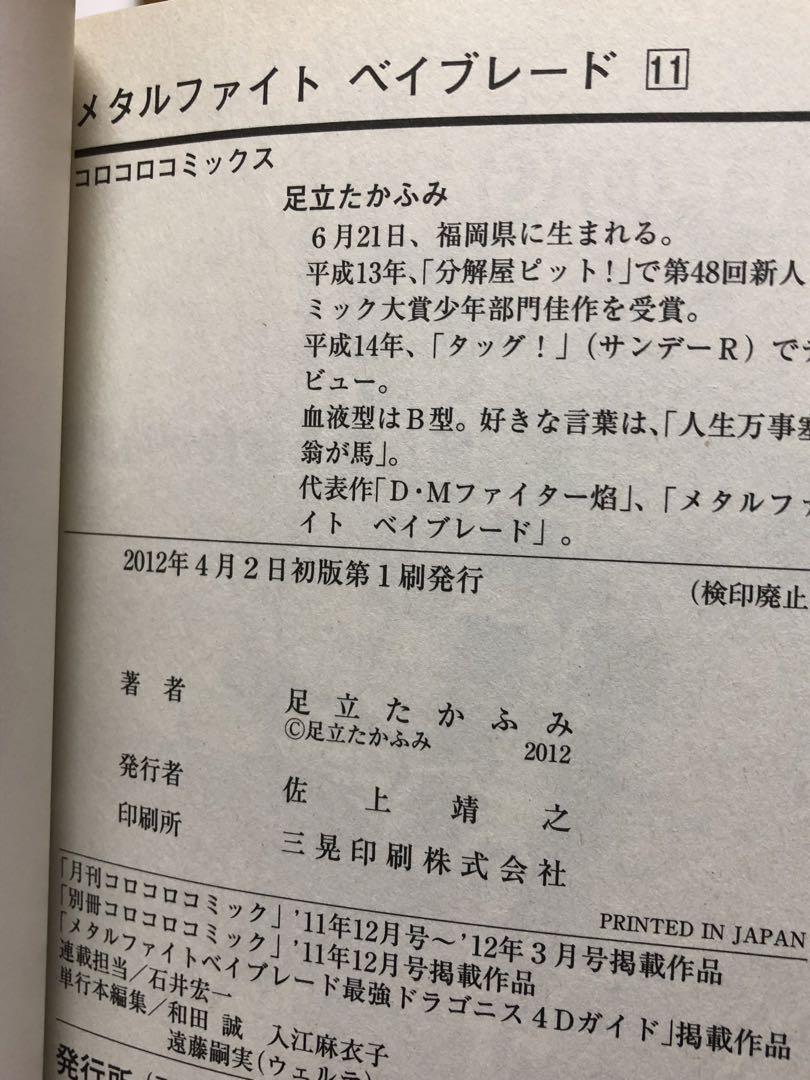 メタルファイト ベイブレード 11
コロコロコミックス
足立たかふみ
6月21日、福岡県に生まれる。
平成13年、「分解屋ピット!」で第48回新人
ミック大賞少年部門佳作を受賞。
平成14年、「タッグ!」(サンデーR)で
ビュー。
血液型はB型。好きな言葉は、「人生万事塞
翁が馬」。
代表作「D・Mファイター焰」、「メタルファ
イト ベイブレード」。
2012年4月2日初版第1刷発行
(検印廃止
著者 足立たかふみ
©足立たかふみ 2012
発行者 佐上靖之
印刷所 三晃印刷株式会社
PRINTED IN JAPAN
「月刊コロコロコミック」'11年12月号〜'12年3月号掲載作品
「別冊コロコロコミック」'11年12月号掲載作品
「メタルファイトベイブレード最強ドラゴニス4Dガイド」掲載作品
連載担当/石井宏一
単行本編集/和田 誠 入江麻衣子
遠藤嗣実(ウェルテ)
発行所